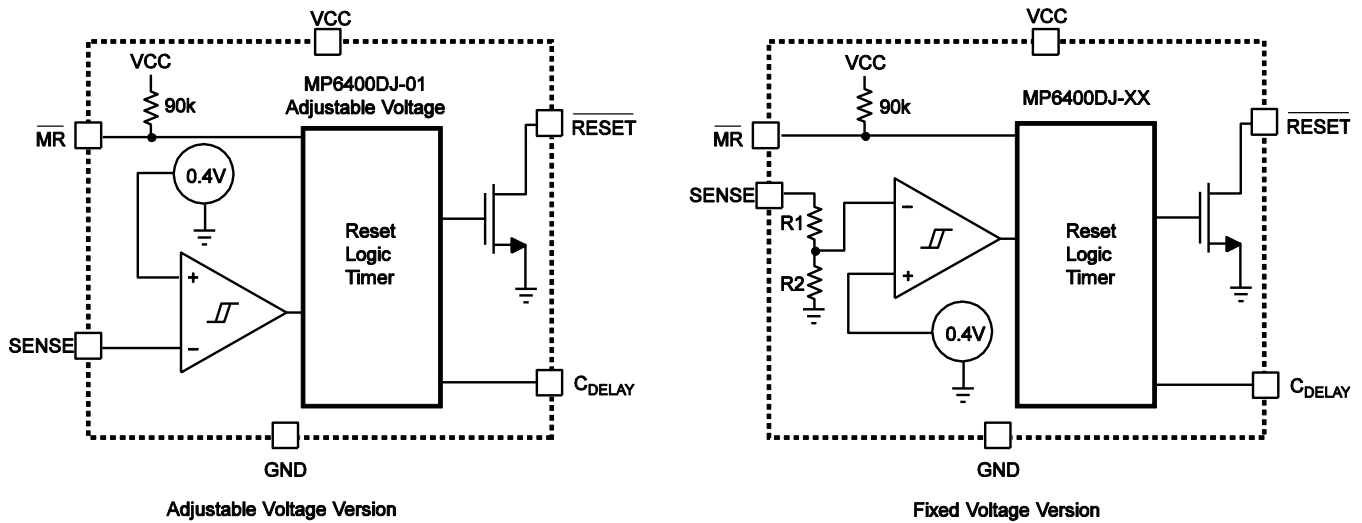 VCC
VCC
90k
MP6400DJ-01
Adjustable Voltage
MR
RESET
0.4V
Reset
Logic
Timer
+
−
SENSE
CDELAY
GND
Adjustable Voltage Version
VCC
VCC
90k
MP6400DJ-XX
MR
RESET
SENSE
R1
R2
−
+
0.4V
Reset
Logic
Timer
CDELAY
GND
Fixed Voltage Version